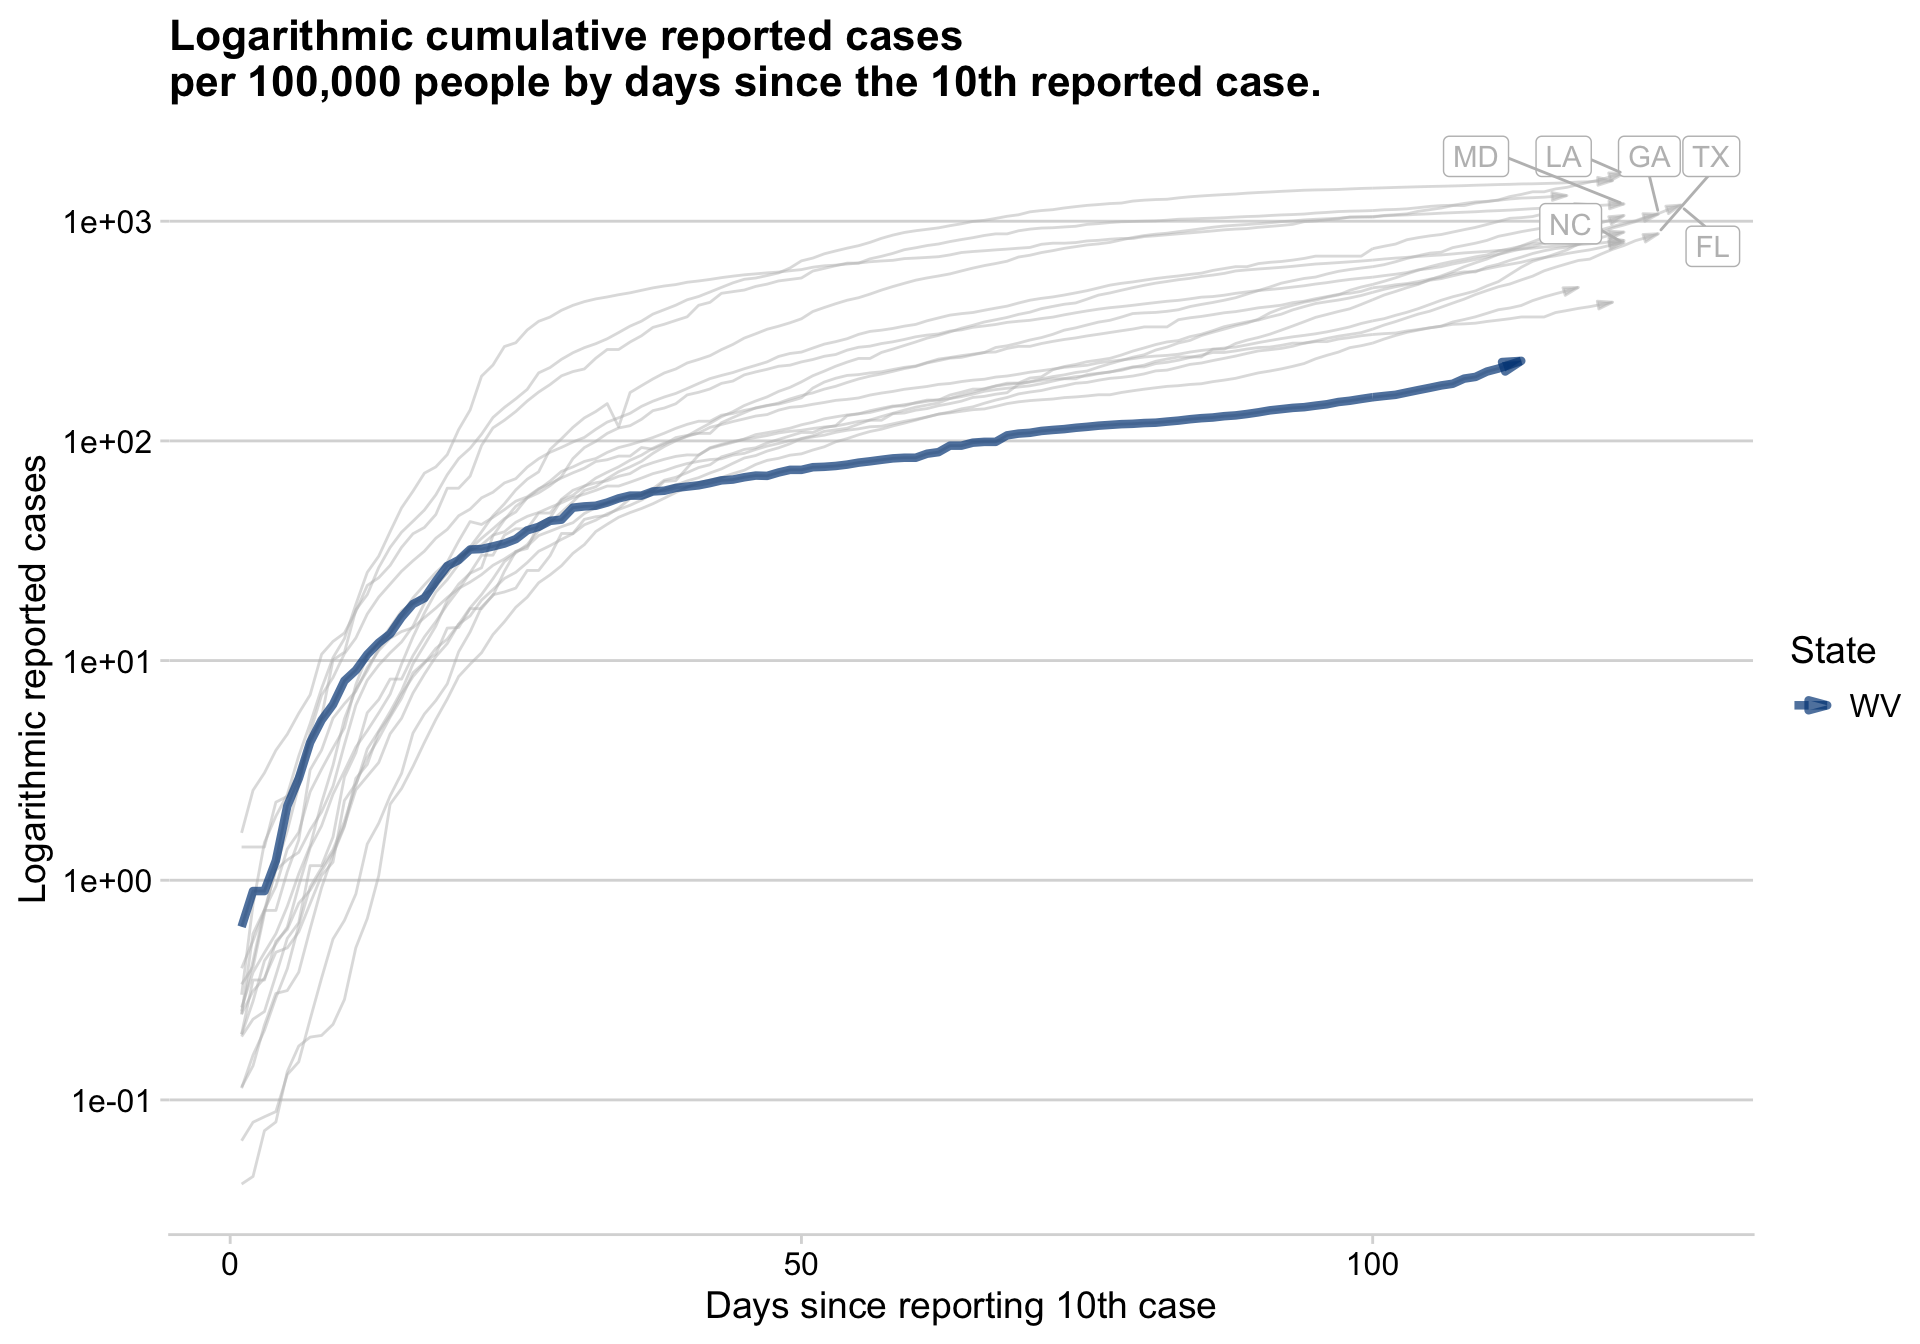 Logarithmic cumulative reported cases
per 100,000 people by days since the 10th reported case.
MD
LA
GA
TX
NC
FL
1e+03
1e+02
1e+01
1e+00
1e-01
Logarithmic reported cases
0
50
100
Days since reporting 10th case
State
WV